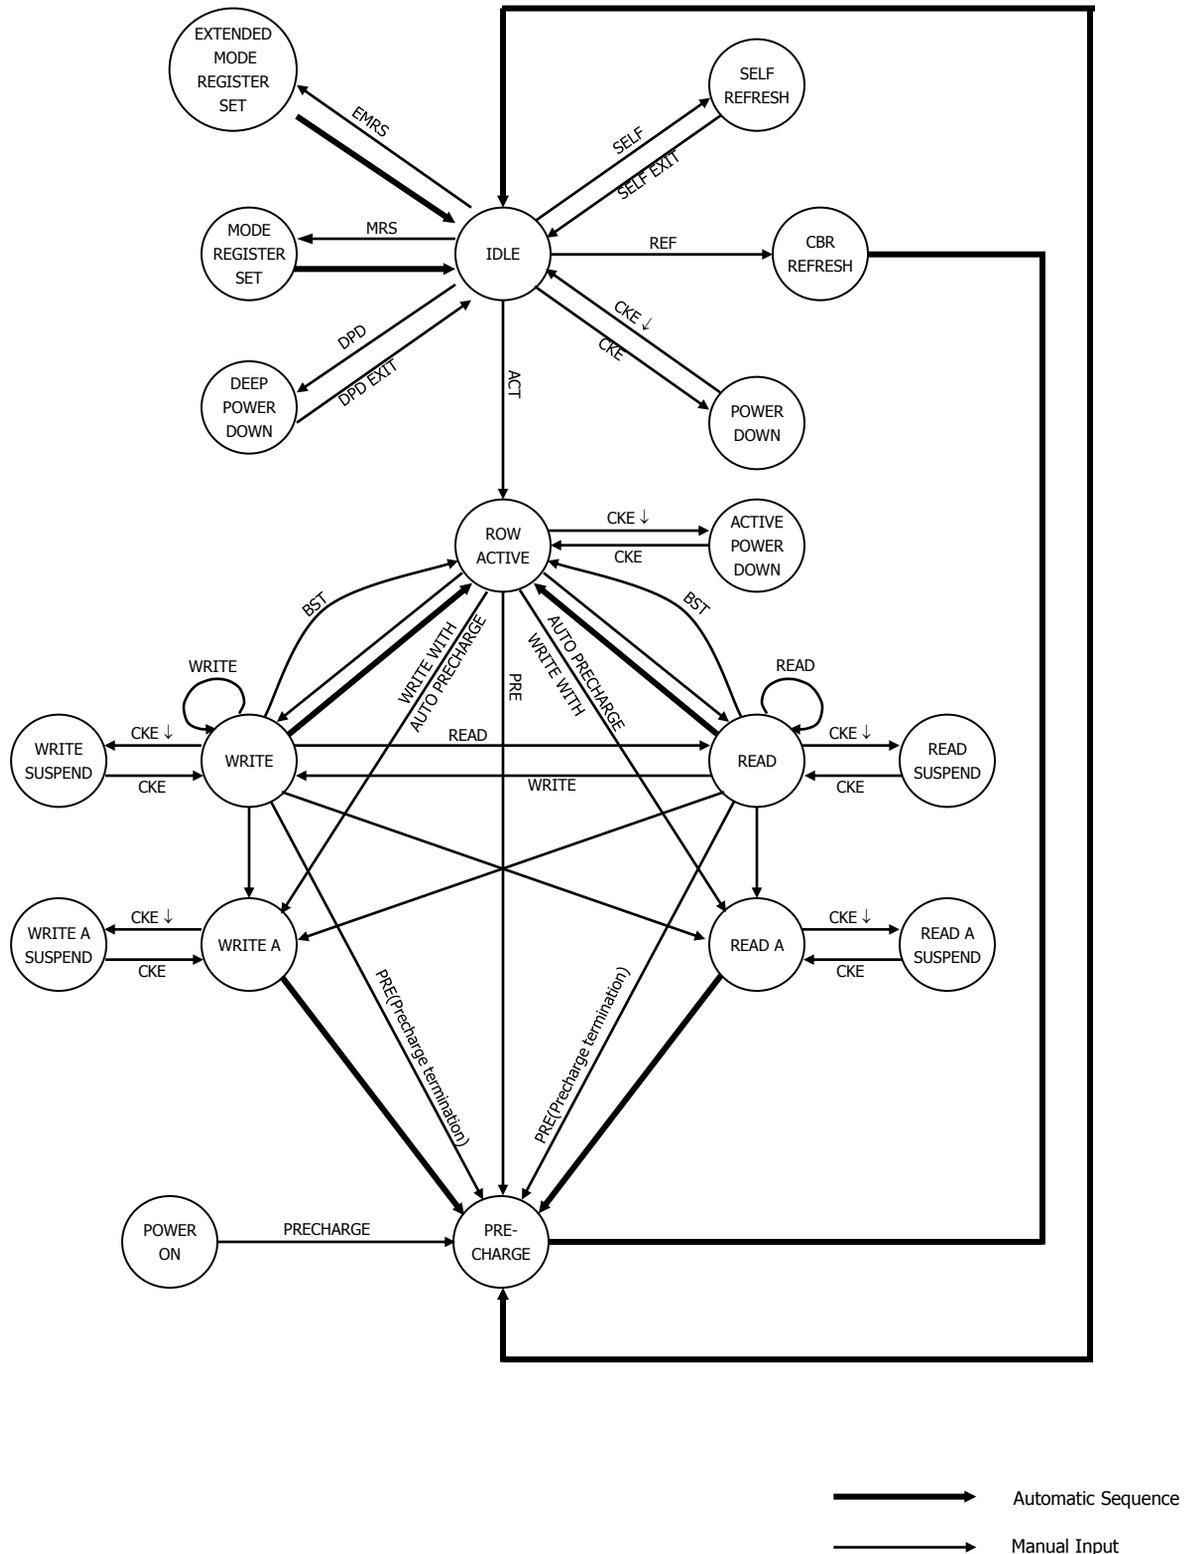 EXTENDED
MODE
REGISTER
SET
SELF
REFRESH
EMRS
SELF
SELF EXIT
MODE
REGISTER
SET
MRS
IDLE
REF
CBR
REFRESH
DPD
DPD EXIT
CKE ↓
CKE
ACT
DEEP
POWER
DOWN
POWER
DOWN
ROW
ACTIVE
CKE ↓
CKE
ACTIVE
POWER
DOWN
BST
BST
WRITE WITH
AUTO PRECHARGE
PRE
AUTO PRECHARGE
WRITE WITH
WRITE
READ
WRITE
SUSPEND
CKE ↓
CKE
WRITE
READ
WRITE
READ
CKE ↓
CKE
READ
SUSPEND
WRITE A
SUSPEND
CKE ↓
CKE
WRITE A
READ A
CKE ↓
CKE
READ A
SUSPEND
PRE(Precharge termination)
PRE(Precharge termination)
POWER
ON
PRECHARGE
PRE-
CHARGE
Automatic Sequence
Manual Input